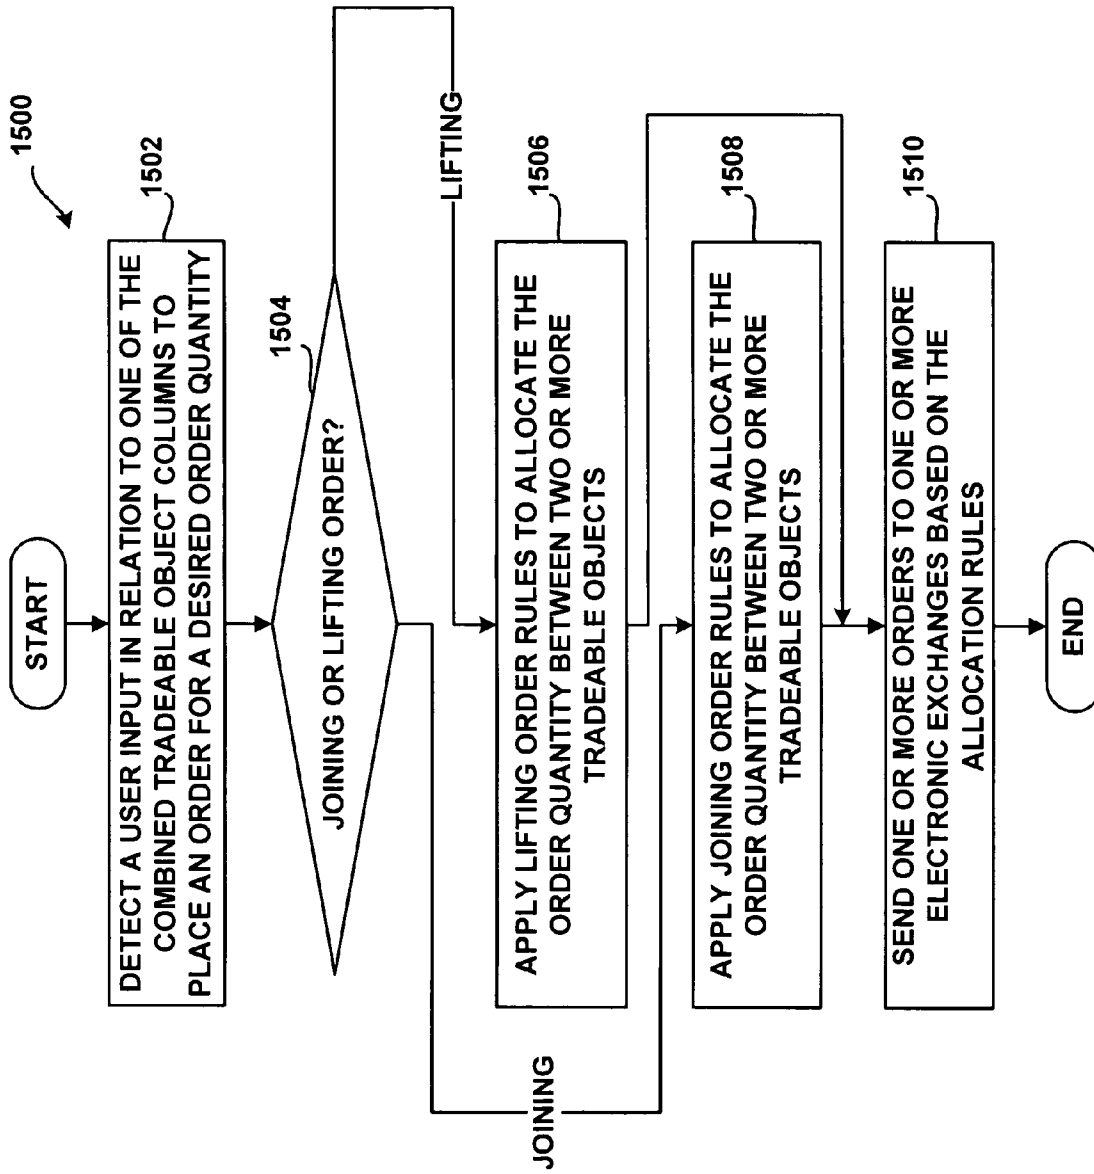 1500
START
1502
DETECT A USER INPUT IN RELATION TO ONE OF THE
COMBINED TRADEABLE OBJECT COLUMNS TO
PLACE AN ORDER FOR A DESIRED ORDER QUANTITY
1504
JOINING OR LIFTING ORDER?
LIFTING
1506
APPLY LIFTING ORDER RULES TO ALLOCATE THE
ORDER QUANTITY BETWEEN TWO OR MORE
TRADEABLE OBJECTS
JOINING
1508
APPLY JOINING ORDER RULES TO ALLOCATE THE
ORDER QUANTITY BETWEEN TWO OR MORE
TRADEABLE OBJECTS
1510
SEND ONE OR MORE ORDERS TO ONE OR MORE
ELECTRONIC EXCHANGES BASED ON THE
ALLOCATION RULES
END